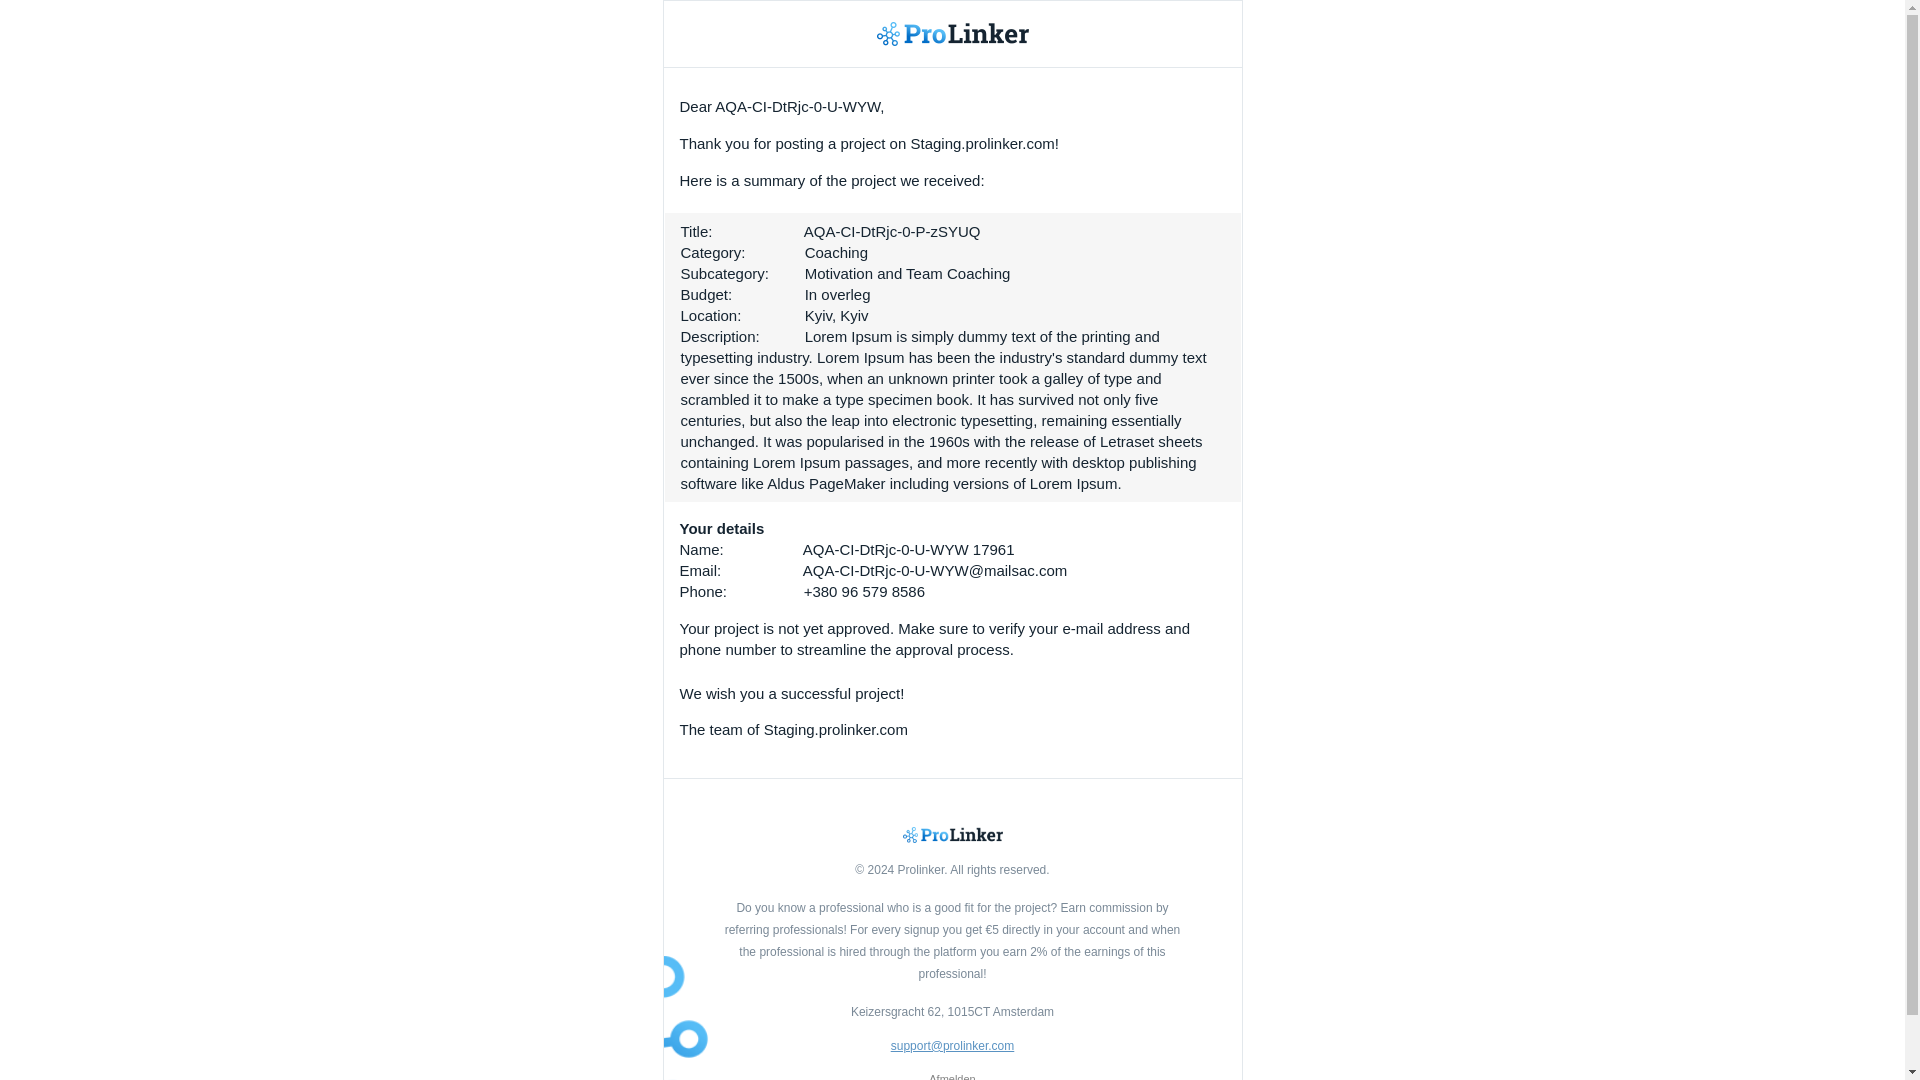 ProLinker
Dear AQA-CI-DtRjc-0-U-WYW,
Thank you for posting a project on Staging.prolinker.com!
Here is a summary of the project we received:
Title: AQA-CI-DtRjc-0-P-zSYUQ
Category: Coaching
Subcategory: Motivation and Team Coaching
Budget: In overleg
Location: Kyiv, Kyiv
Description: Lorem Ipsum is simply dummy text of the printing and
typesetting industry. Lorem Ipsum has been the industry's standard dummy text
ever since the 1500s, when an unknown printer took a galley of type and
scrambled it to make a type specimen book. It has survived not only five
centuries, but also the leap into electronic typesetting, remaining essentially
unchanged. It was popularised in the 1960s with the release of Letraset sheets
containing Lorem Ipsum passages, and more recently with desktop publishing
software like Aldus PageMaker including versions of Lorem Ipsum.
Your details
Name: AQA-CI-DtRjc-0-U-WYW 17961
Email: AQA-CI-DtRjc-0-U-WYW@mailsac.com
Phone: +380 96 579 8586
Your project is not yet approved. Make sure to verify your e-mail address and
phone number to streamline the approval process.
We wish you a successful project!
The team of Staging.prolinker.com
ProLinker
© 2024 Prolinker. All rights reserved.
Do you know a professional who is a good fit for the project? Earn commission by
referring professionals! For every signup you get €5 directly in your account and when
the professional is hired through the platform you earn 2% of the earnings of this
professional!
Keizersgracht 62, 1015CT Amsterdam
support@prolinker.com
Afmelden